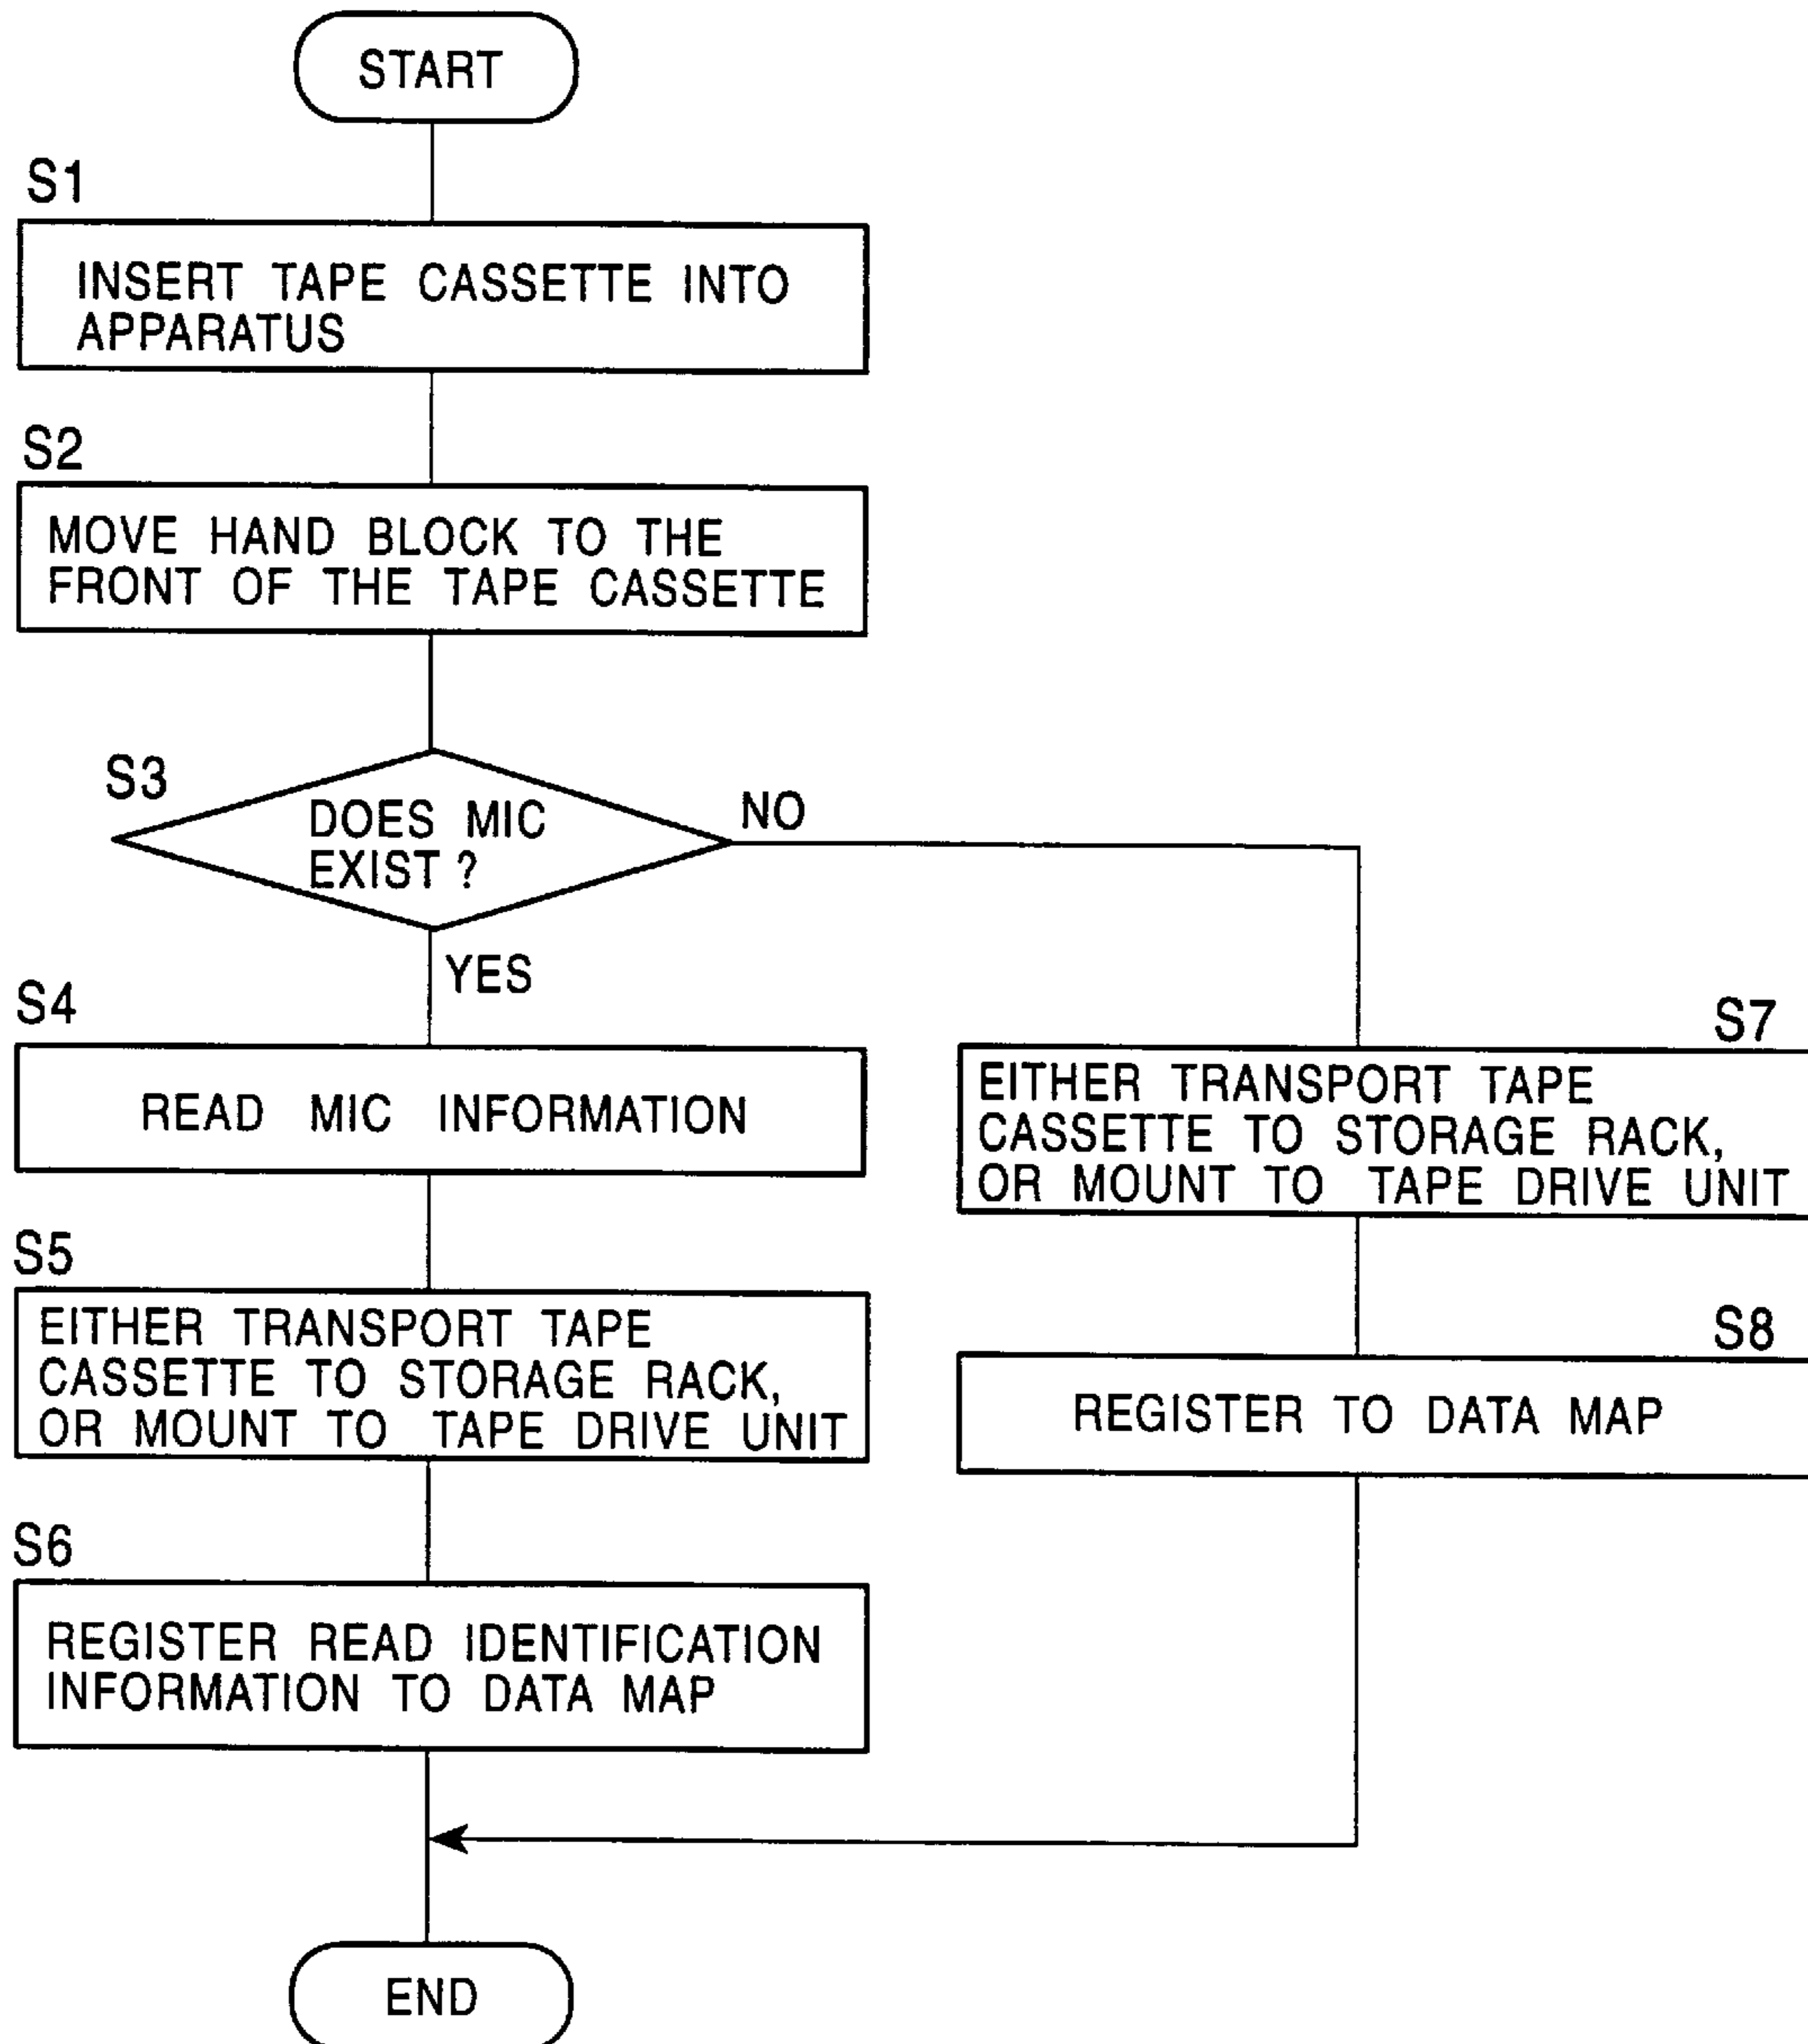 START
S1
INSERT TAPE CASSETTE INTO
APPARATUS
S2
MOVE HAND BLOCK TO THE
FRONT OF THE TAPE CASSETTE
S3
DOES MIC
EXIST?
NO
YES
S4
READ MIC INFORMATION
S5
EITHER TRANSPORT TAPE
CASSETTE TO STORAGE RACK,
OR MOUNT TO TAPE DRIVE UNIT
S6
REGISTER READ IDENTIFICATION
INFORMATION TO DATA MAP
S7
EITHER TRANSPORT TAPE
CASSETTE TO STORAGE RACK,
OR MOUNT TO TAPE DRIVE UNIT
S8
REGISTER TO DATA MAP
END